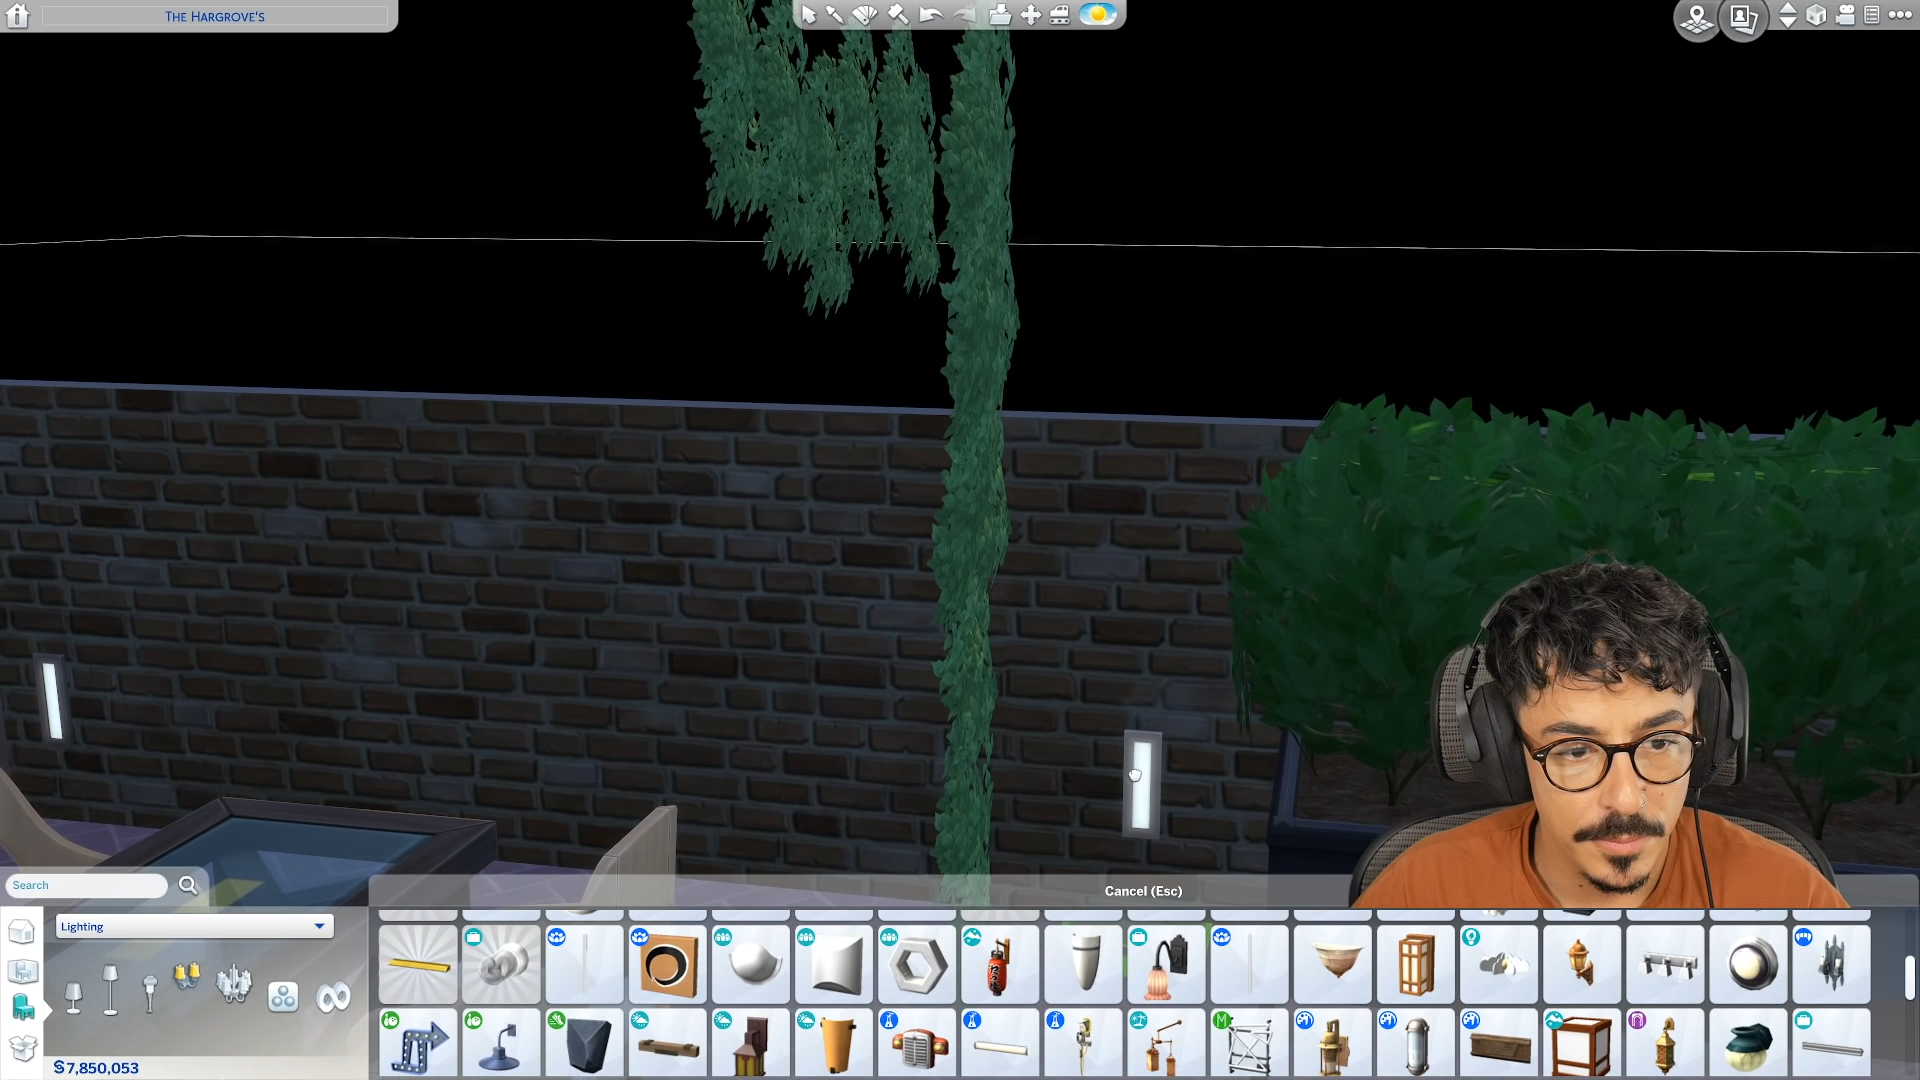 THE HARGROVE'S
Search
Cancel (Esc)
Lighting
§7,850,053